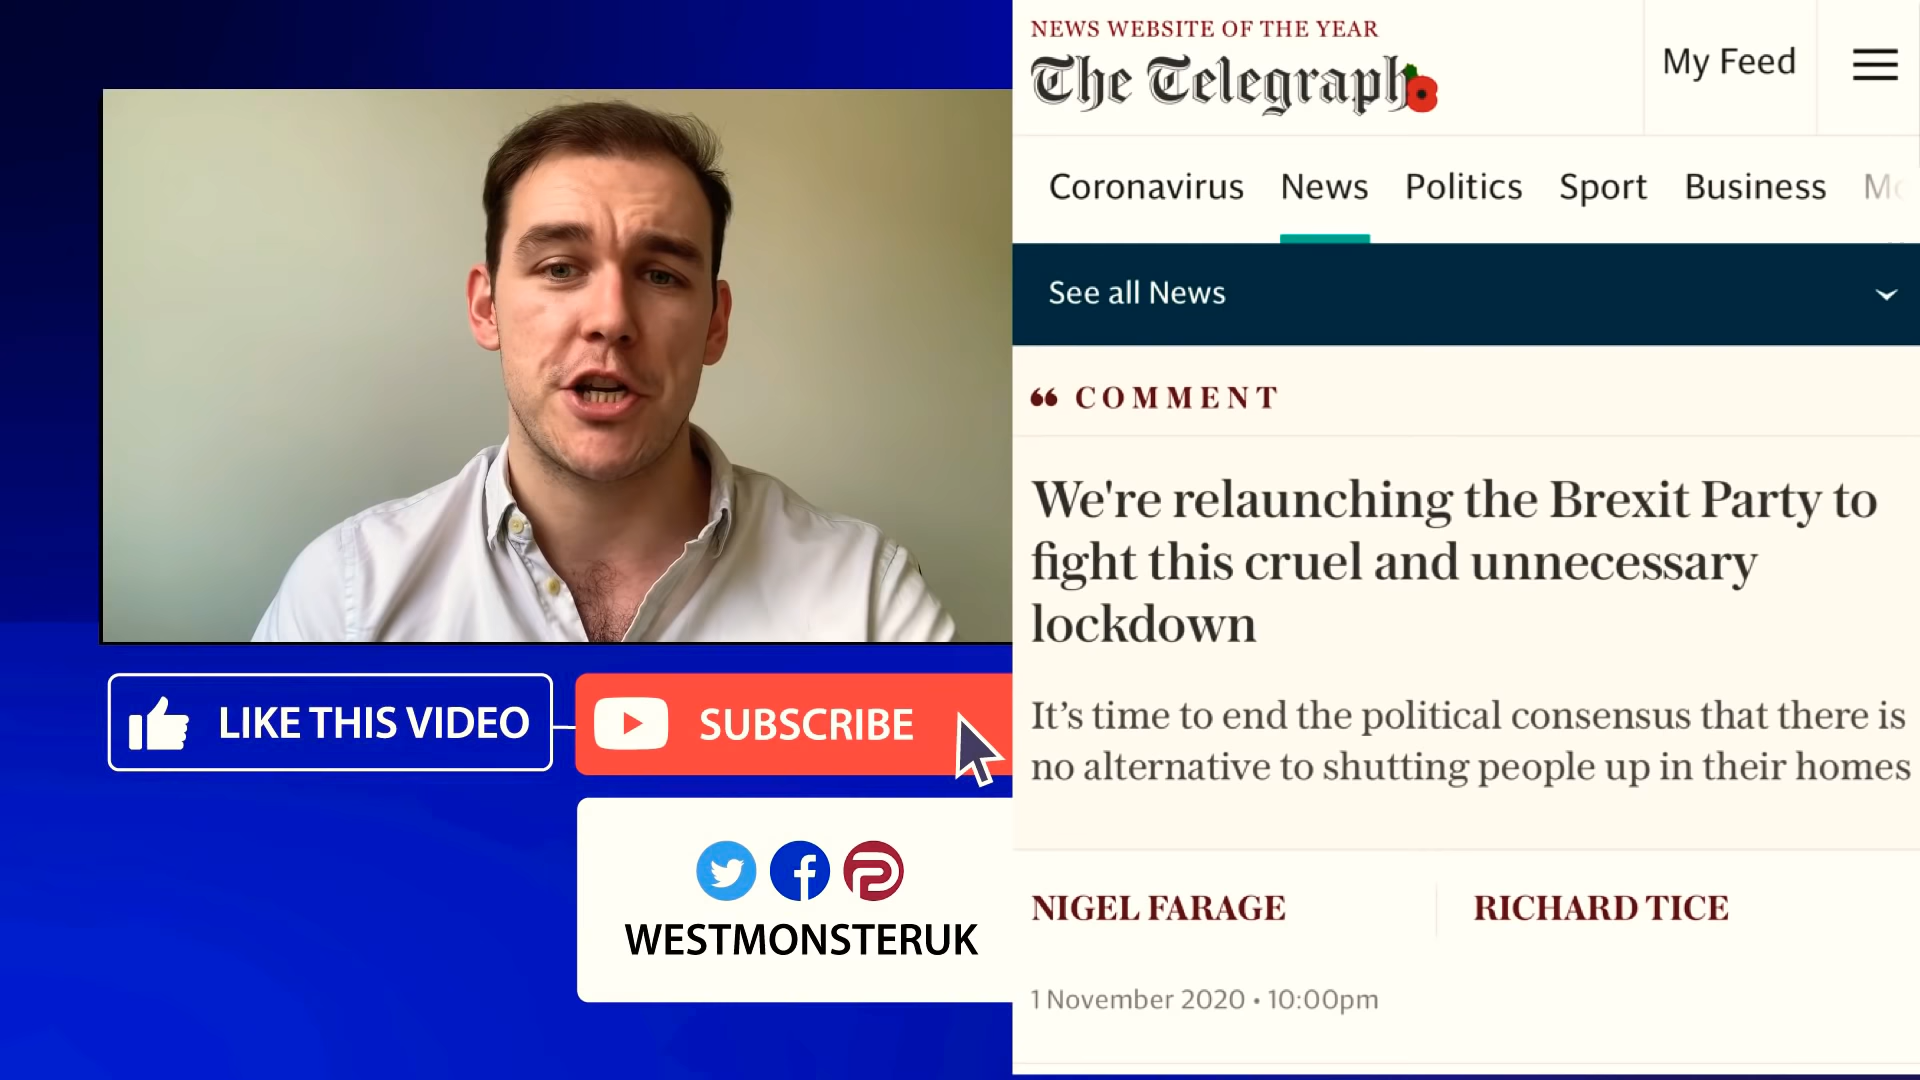 NEWS WEBSITE OF THE YEAR
The Telegraph
My Feed
Coronavirus News Politics Sport Business
See all News
“ COMMENT
We're relaunching the Brexit Party to
fight this cruel and unnecessary
lockdown
It’s time to end the political consensus that there is
no alternative to shutting people up in their homes
NIGEL FARAGE
RICHARD TICE
1 November 2020 • 10:00pm
LIKE THIS VIDEO
SUBSCRIBE
WESTMONSTERUK